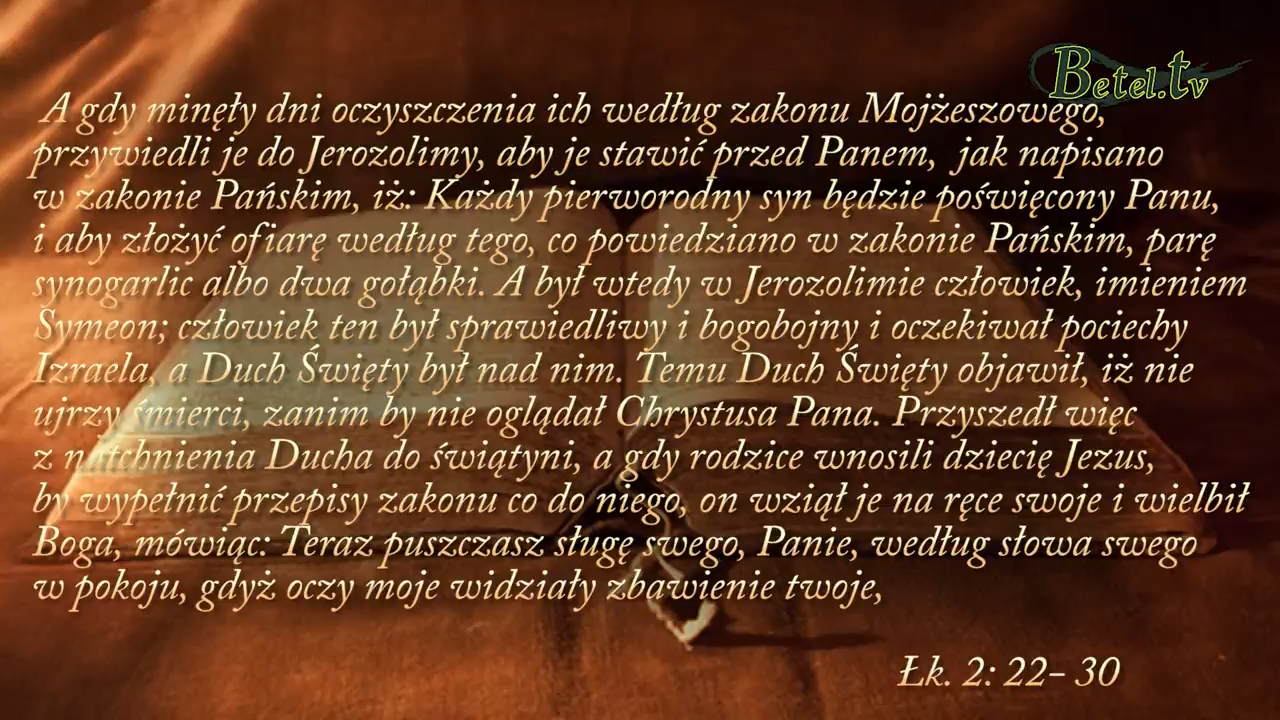 Betel.tv
A gdy minęły dni oczyszczenia ich według zakonu Mojżeszowego,
przywiedli je do Jerozolimy, aby je stawić przed Panem, jak napisano
w zakonie Pańskim, iż: Każdy pierworodny syn będzie poświęcony Panu,
i aby złożyć ofiarę według tego, co powiedziano w zakonie Pańskim, parę
synogarlic albo dwa gołąbki. A był wtedy w Jerozolimie człowiek, imieniem
Symeon; człowiek ten był sprawiedliwy i bogobojny i oczekiwał pociechy
Izraela, a Duch Święty był nad nim. Temu Duch Święty objawił, iż nie
ujrzy śmierci, zanim by nie oglądał Chrystusa Pana. Przyszedł więc
z natchnienia Ducha do świątyni, a gdy rodzice wnosili dziecię Jezus,
by wypełnić przepisy zakonu co do niego, on wziął je na ręce swoje i wielbił
Boga, mówiąc: Teraz puszczasz sługę swego, Panie, według słowa swego
w pokoju, gdyż oczy moje widziały zbawienie twoje,
Łk. 2: 22– 30